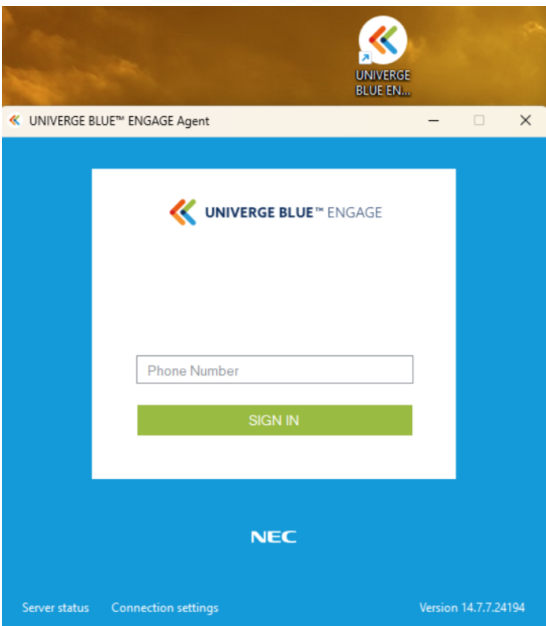 UNIVERGE
BLUE EN...
UNIVERGE BLUE™ ENGAGE Agent
UNIVERGE BLUE™ ENGAGE
Phone Number
SIGN IN
NEC
Server status Connection settings Version 14.7.7.24194